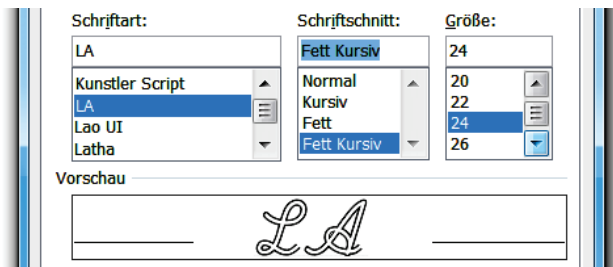 Schriftart: Schriftschnitt: Größe:
LA Fett Kursiv 24
Kunstler Script Normal 20
LA Kursiv 22
Lao UI Fett 24
Latha Fett Kursiv 26
Vorschau
LA